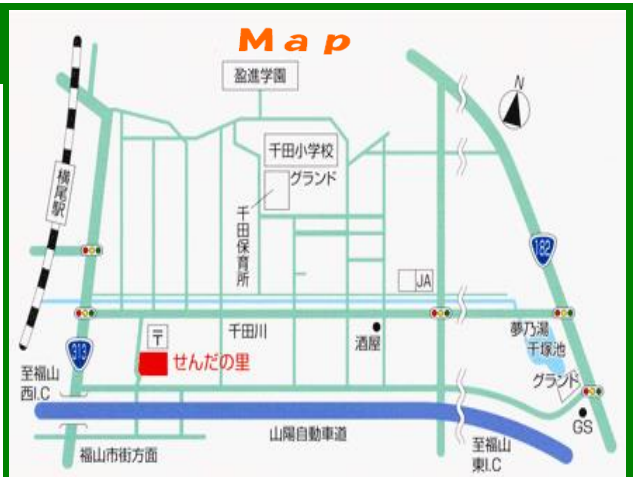 Map
盈進学園
N
千田小学校
グランド
横尾駅
千田保育所
182
JA
夢乃湯
千塚池
〒
千田川
酒屋
313
せんだの里
至福山
西I.C
グランド
GS
山陽自動車道
至福山
東I.C
福山市街方面